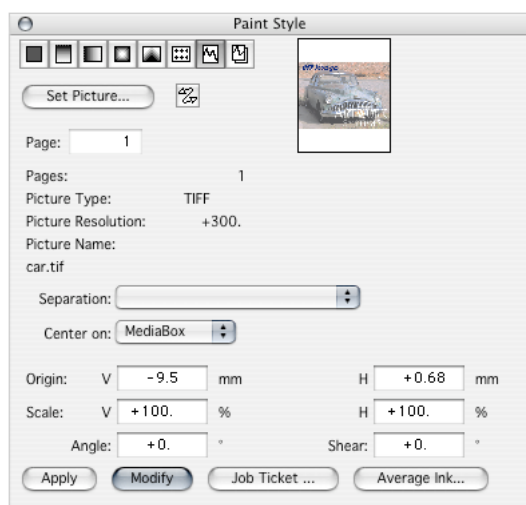 Paint Style
Set Picture...
Page: 1
Pages: 1
Picture Type: TIFF
Picture Resolution: +300.
Picture Name:
car.tif
Separation:
Center on: MediaBox
Origin: V -9.5 mm H +0.68 mm
Scale: V +100. % H +100. %
Angle: +0. ° Shear: +0. °
Apply Modify Job Ticket ... Average Ink...